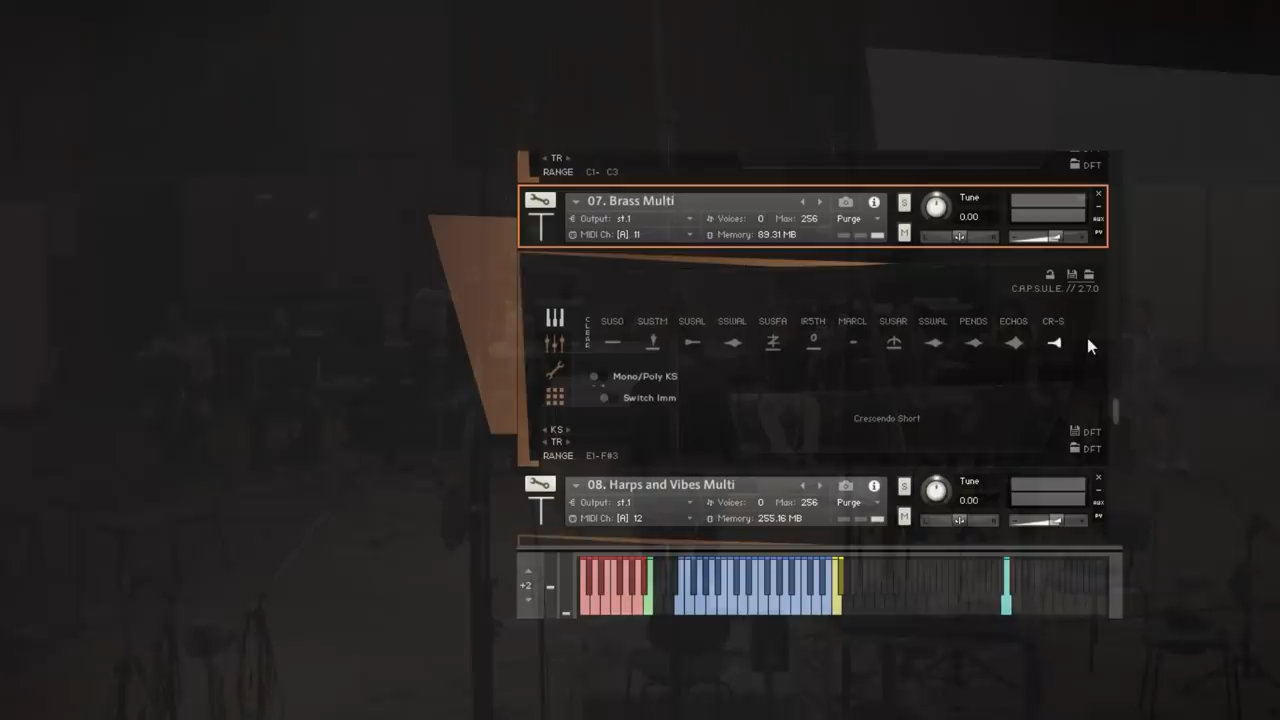 TR
DFT
RANGE C1- C3
07. Brass Multi
Output: st.1 Voices: 0 Max: 256 Purge
MIDI Ch: [A] 11 Memory: 89.31 MB
S
M
Tune
0.00
AUX
PV
C.A.P.S.U.L.E. // 2.7.0
CLEAR
SUSO SUSTM SUSAL SSWAL SUSFA IR5TH MARCL SUSAR SSWAL PENDS ECHOS CR-S
Mono/Poly KS
Switch Imm
Crescendo Short
KS
DFT
TR
DFT
RANGE E1-F#3
08. Harps and Vibes Multi
Output: st.1 Voices: 0 Max: 256 Purge
MIDI Ch: [A] 12 Memory: 255.16 MB
S
M
Tune
0.00
AUX
PV
+2